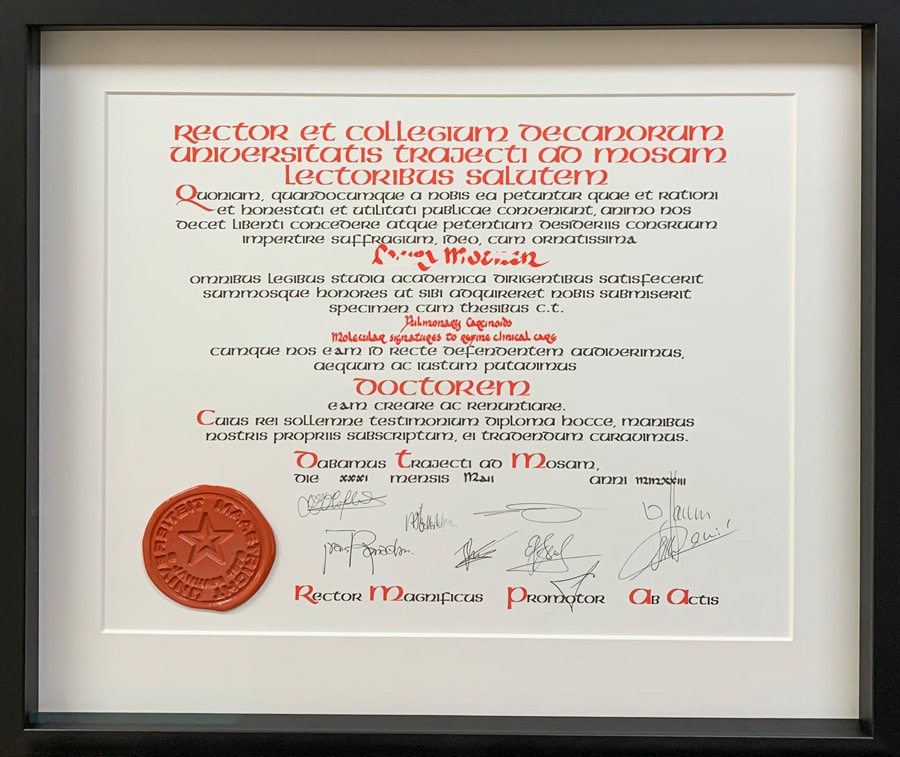 Rector et collegium decanorum
universitatis trajecti ad mosam
lectoribus salutem
Quoniam, quandocumque a nobis ea petuntur quae et rationi
et honestati et utilitati publicae conveniunt, animo nos
decet libenti concedere atque petentium desideriis congruum
impertire suffragium, ideo, cum ornatissima
omnibus legibus studia academica dirigentibus satisfecerit
summosque honores ut sibi adquireret nobis submiserit
specimen cum thesibus c.t.
Pulmonary Carcinoids
Molecular signatures to refine clinical care
cumque nos eam id recte defendentem audiverimus,
aequum ac iustum putavimus
doctorem
eam creare ac renuntiare.
Cuius rei sollemne testimonium diploma hocce, manibus
nostris propriis subscriptum, ei tradendum curavimus.
Dabamus Trajecti ad Mosam,
die xxxi mensis Maii anni mmxxiii
Rector Magnificus Promotor Ab Actis